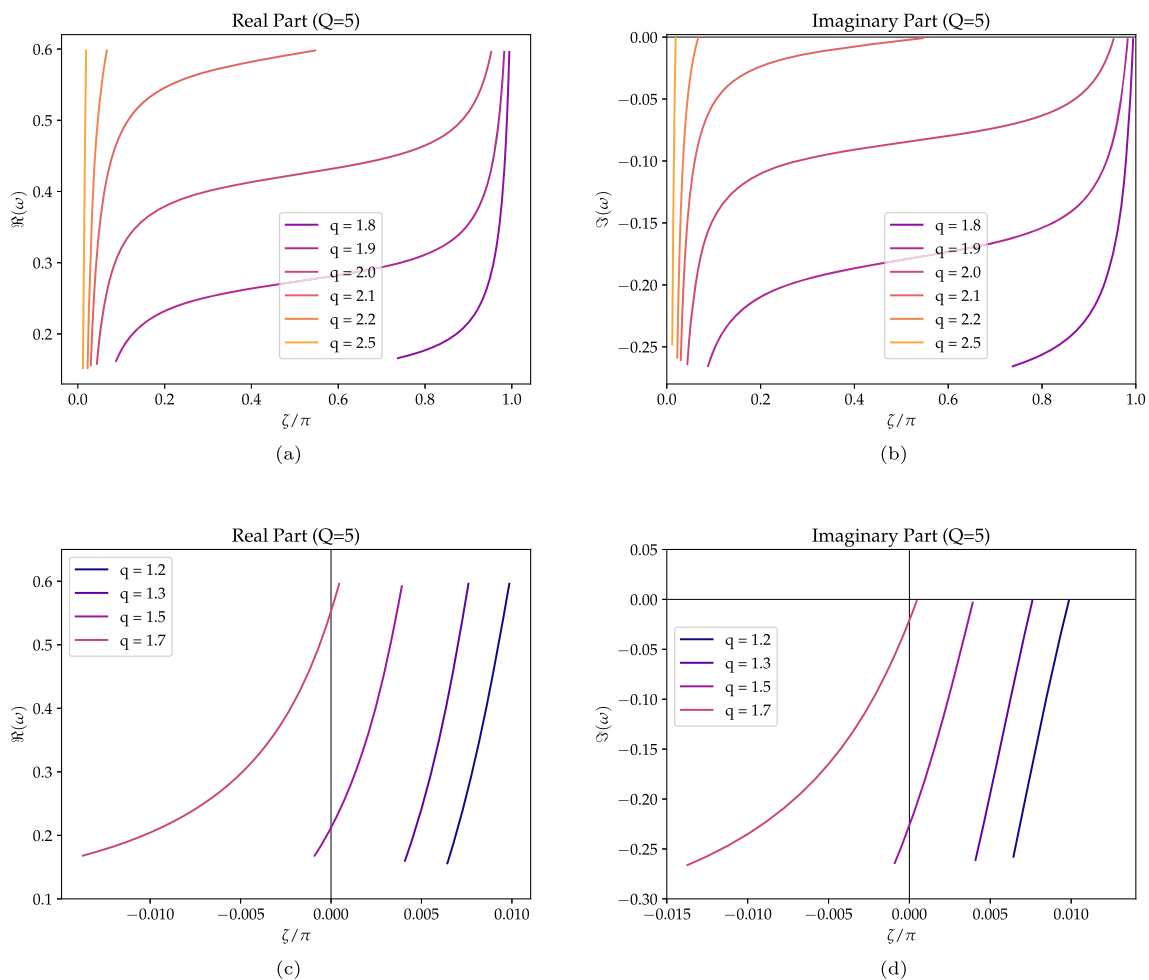 Real Part (Q=5)
0.6
0.5
0.4
0.3
0.2
ℜ(ω)
q = 1.8
q = 1.9
q = 2.0
q = 2.1
q = 2.2
q = 2.5
0.0 0.2 0.4 0.6 0.8 1.0
ζ/π
(a)
Imaginary Part (Q=5)
0.00
−0.05
−0.10
−0.15
−0.20
−0.25
ℑ(ω)
q = 1.8
q = 1.9
q = 2.0
q = 2.1
q = 2.2
q = 2.5
0.0 0.2 0.4 0.6 0.8 1.0
ζ/π
(b)
Real Part (Q=5)
0.6
0.5
0.4
0.3
0.2
0.1
ℜ(ω)
q = 1.2
q = 1.3
q = 1.5
q = 1.7
−0.010 −0.005 0.000 0.005 0.010
ζ/π
(c)
Imaginary Part (Q=5)
0.05
0.00
−0.05
−0.10
−0.15
−0.20
−0.25
−0.30
ℑ(ω)
q = 1.2
q = 1.3
q = 1.5
q = 1.7
−0.015 −0.010 −0.005 0.000 0.005 0.010
ζ/π
(d)